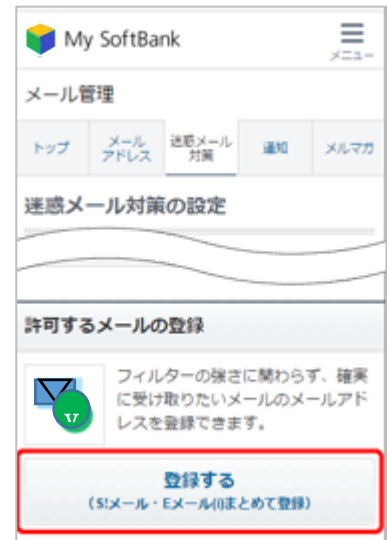 My SoftBank
メニュー
メール管理
トップ
メール
アドレス
迷惑メール
対策
通知
メルマガ
迷惑メール対策の設定
許可するメールの登録
フィルターの強さに関わらず、確実
に受け取りたいメールのメールアド
レスを登録できます。
v
登録する
(S!メール・Eメール(i)まとめて登録)